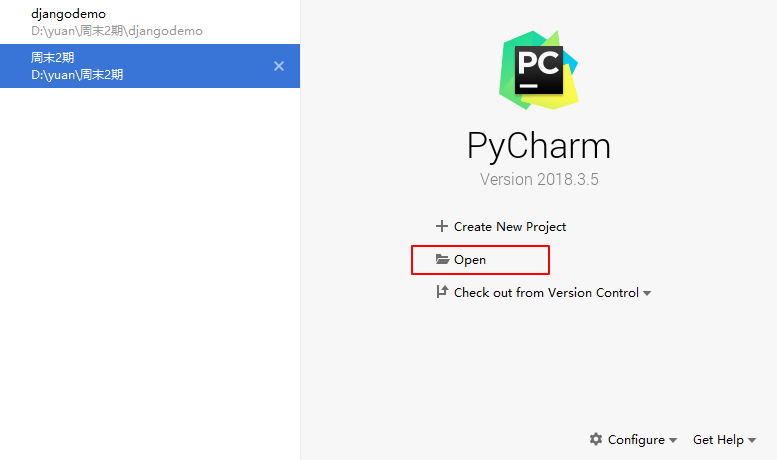 djangodemo
D:\yuan\周末2期\djangodemo
周末2期
D:\yuan\周末2期
PC
PyCharm
Version 2018.3.5
Create New Project
Open
Check out from Version Control
Configure
Get Help